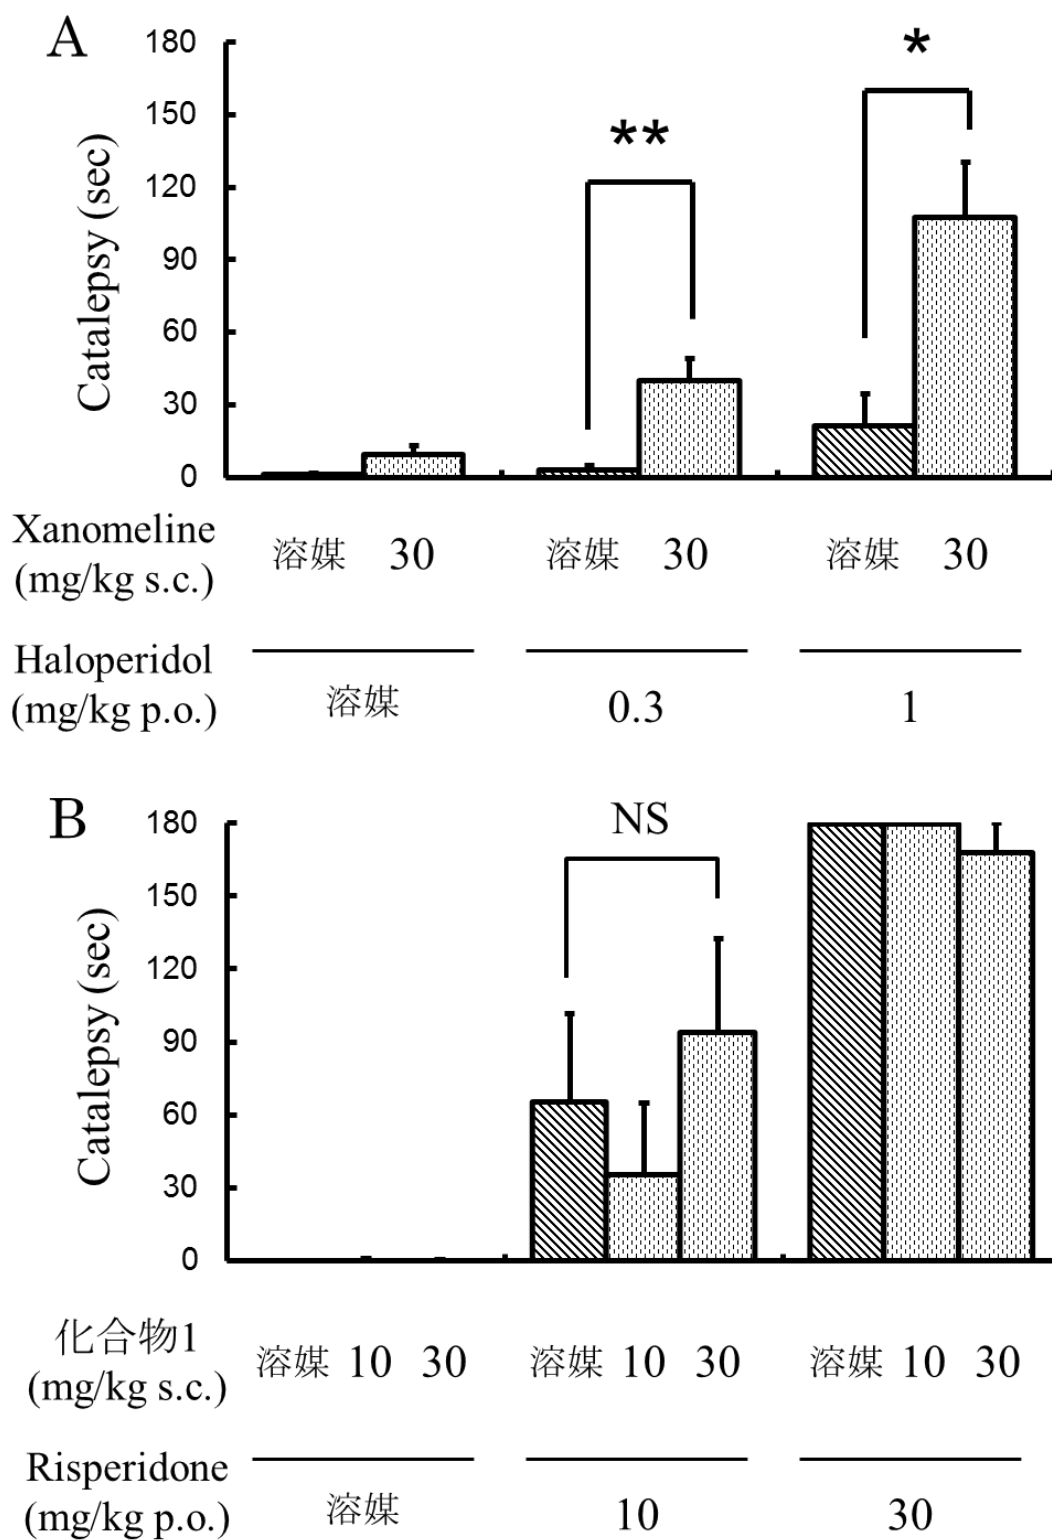 A
180
150
120
90
60
30
0
Catalepsy (sec)
**
*
Xanomeline
(mg/kg s.c.)
溶媒 30 溶媒 30 溶媒 30
Haloperidol
(mg/kg p.o.)
溶媒 0.3 1
B
180
150
120
90
60
30
0
Catalepsy (sec)
NS
化合物1
(mg/kg s.c.)
溶媒 10 30 溶媒 10 30 溶媒 10 30
Risperidone
(mg/kg p.o.)
溶媒 10 30